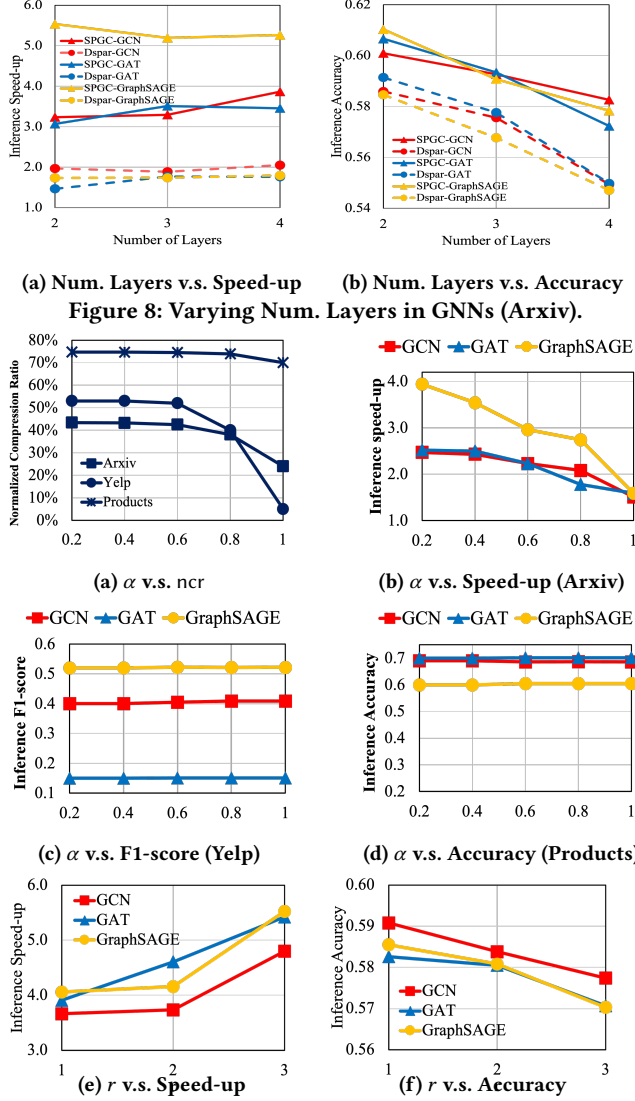 6.0
5.0
4.0
3.0
2.0
1.0
Inference Speed-up
SPGC-GCN
Dspar-GCN
SPGC-GAT
Dspar-GAT
SPGC-GraphSAGE
Dspar-GraphSAGE
2 3 4
Number of Layers
0.62
0.60
0.58
0.56
0.54
Inference Accuracy
SPGC-GCN
Dspar-GCN
SPGC-GAT
Dspar-GAT
SPGC-GraphSAGE
Dspar-GraphSAGE
2 3 4
Number of Layers
(a) Num. Layers v.s. Speed-up
(b) Num. Layers v.s. Accuracy
Figure 8: Varying Num. Layers in GNNs (Arxiv).
80%
70%
60%
50%
40%
30%
20%
10%
0%
Normalized Compression Ratio
Arxiv
Yelp
Products
0.2 0.4 0.6 0.8 1
GCN GAT GraphSAGE
4.0
3.0
2.0
1.0
Inference speed-up
0.2 0.4 0.6 0.8 1
(a) α v.s. ncr
(b) α v.s. Speed-up (Arxiv)
GCN GAT GraphSAGE
0.6
0.5
0.4
0.3
0.2
0.1
Inference F1-score
0.2 0.4 0.6 0.8 1
GCN GAT GraphSAGE
0.7
0.6
0.5
0.4
0.3
0.2
Inference Accuracy
0.2 0.4 0.6 0.8 1
(c) α v.s. F1-score (Yelp)
(d) α v.s. Accuracy (Products)
6.0
5.0
4.0
3.0
Inference Speed-up
GCN
GAT
GraphSAGE
1 2 3
0.60
0.59
0.58
0.57
0.56
Inference Accuracy
GCN
GAT
GraphSAGE
1 2 3
(e) r v.s. Speed-up
(f) r v.s. Accuracy